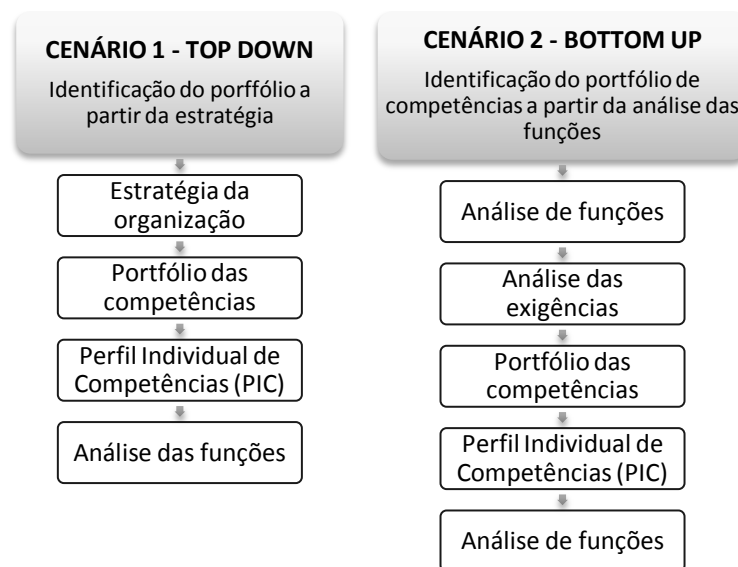 CENÁRIO 1 - TOP DOWN
Identificação do porffólio a
partir da estratégia
Estratégia da
organização
Portfólio das
competências
Perfil Individual de
Competências (PIC)
Análise das funções
CENÁRIO 2 - BOTTOM UP
Identificação do portfólio de
competências a partir da análise das
funções
Análise de funções
Análise das
exigências
Portfólio das
competências
Perfil Individual de
Competências (PIC)
Análise de funções